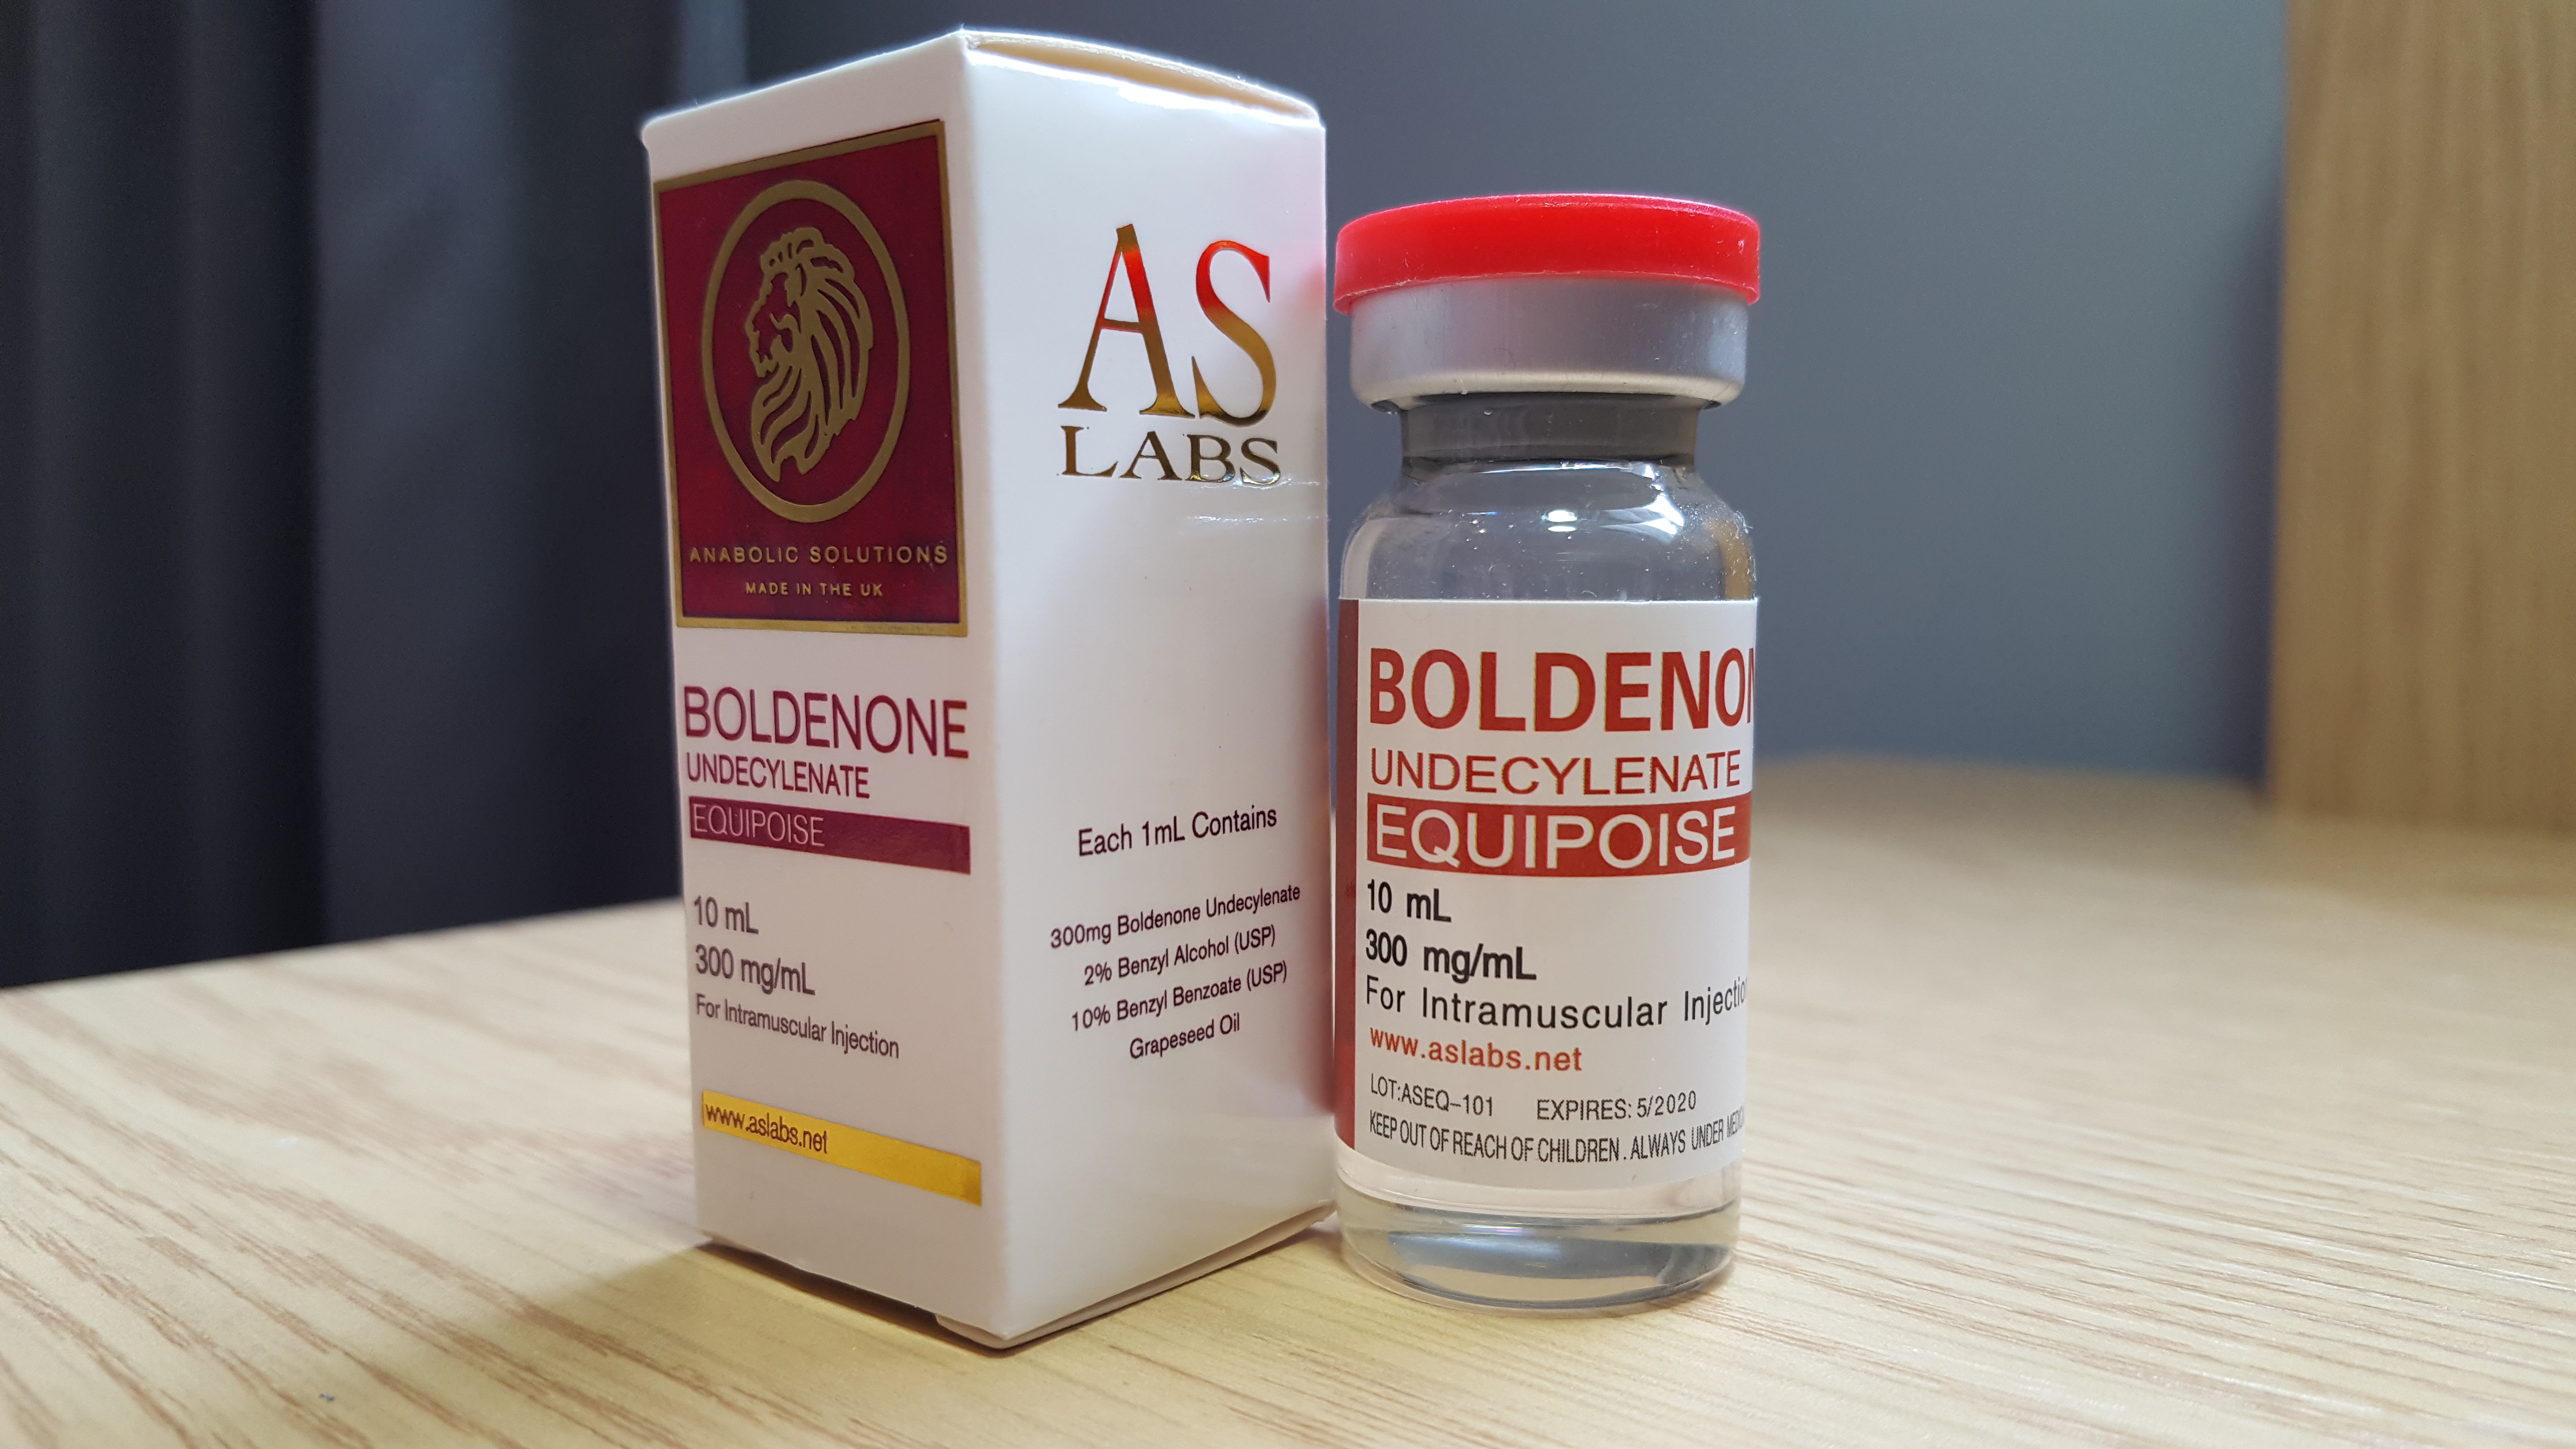 ANABOLIC SOLUTIONS
MADE IN THE UK
BOLDENONE
UNDECYLENATE
EQUIPOISE
10 mL
300 mg/mL
For Intramuscular Injection
www.aslabs.net
AS
LABS
Each 1mL Contains
300mg Boldenone Undecylenate
2% Benzyl Alcohol (USP)
10% Benzyl Benzoate (USP)
Grapeseed Oil
BOLDENON
UNDECYLENATE
EQUIPOISE
10 mL
300 mg/mL
For Intramuscular Injectio
www.aslabs.net
LOT:ASEQ-101 EXPIRES: 5/2020
KEEP OUT OF REACH OF CHILDREN. ALWAYS UNDER